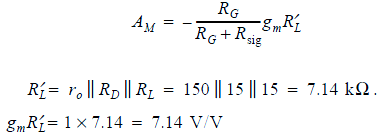 A_M = − R_G / (R_G + R_sig) g_m R′_L
R′_L = r_o ∥ R_D ∥ R_L = 150 ∥ 15 ∥ 15 = 7.14 kΩ .
g_m R′_L = 1 × 7.14 = 7.14 V/V